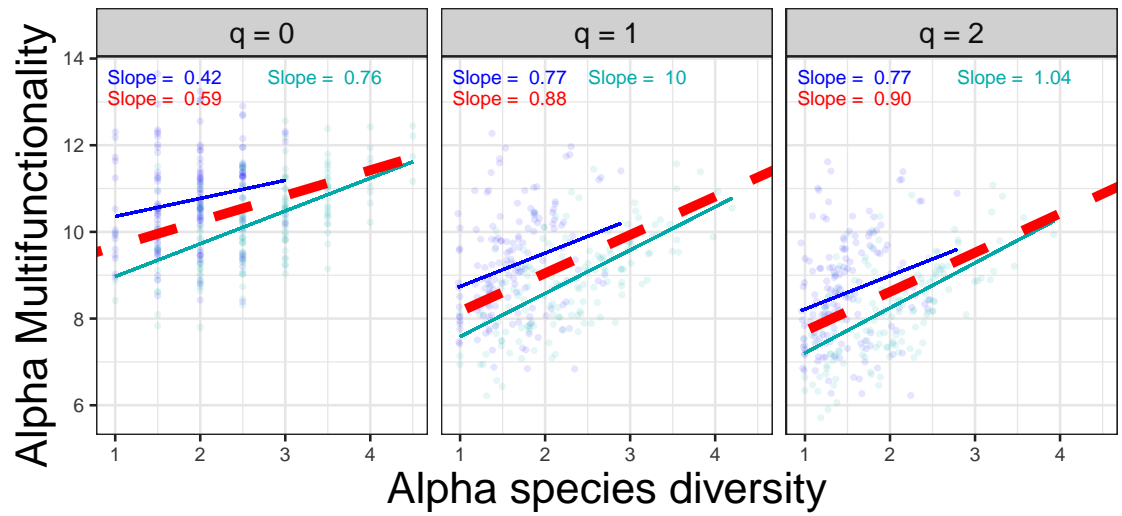 q = 0
q = 1
q = 2
Alpha Multifunctionality
14
12
10
8
6
Slope = 0.42
Slope = 0.76
Slope = 0.59
Slope = 0.77
Slope = 10
Slope = 0.88
Slope = 0.77
Slope = 1.04
Slope = 0.90
1 2 3 4
1 2 3 4
1 2 3 4
Alpha species diversity